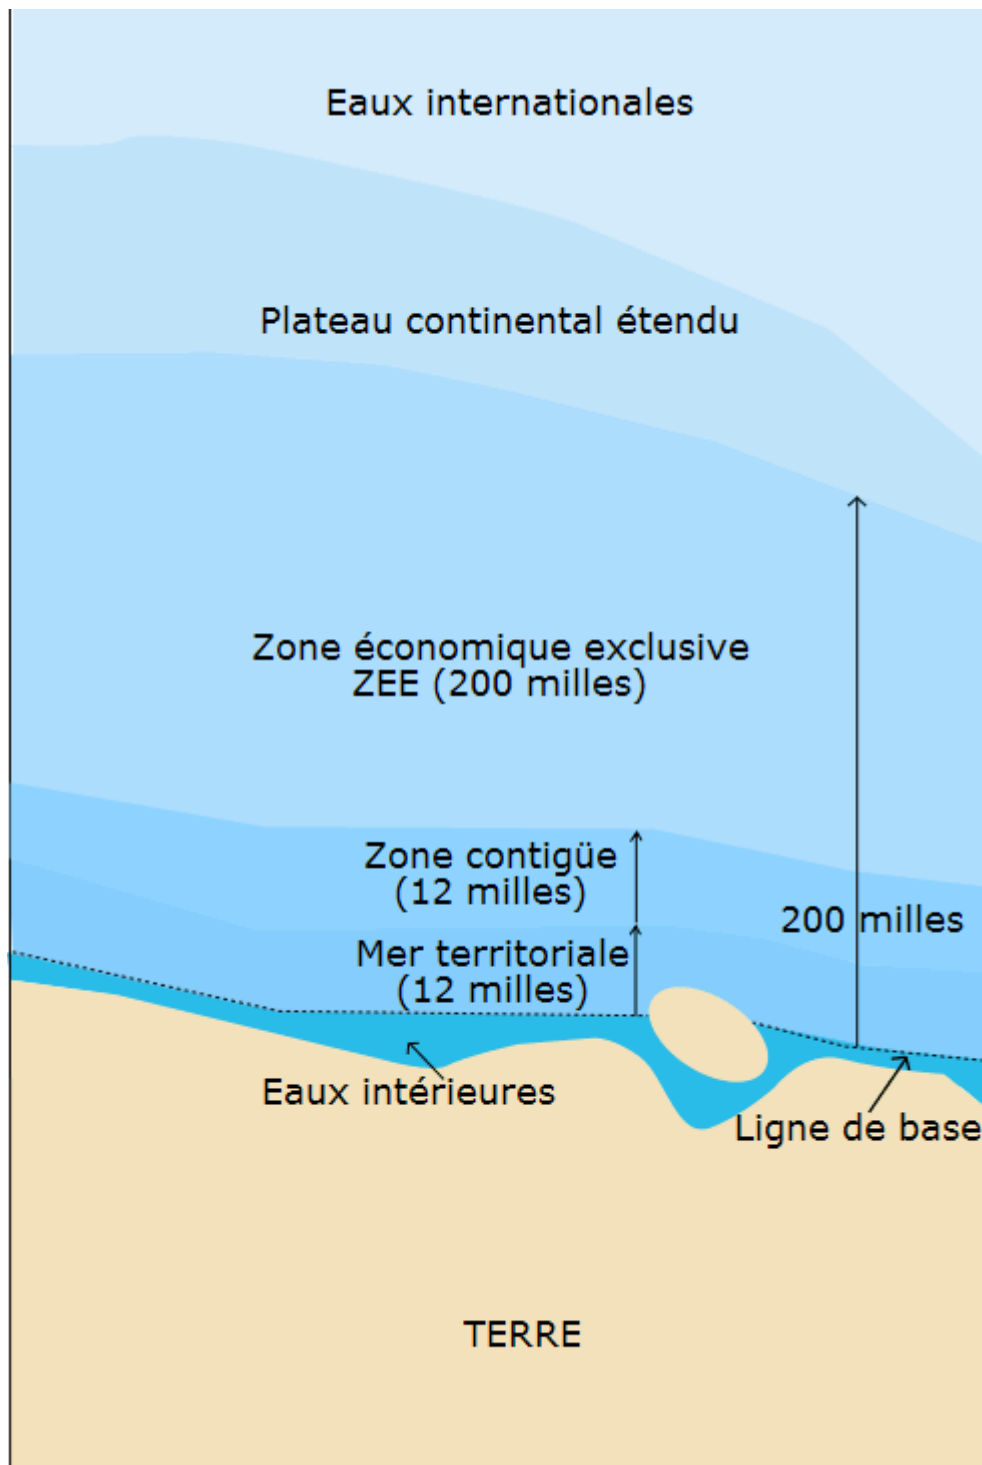 Eaux internationales
Plateau continental étendu
Zone économique exclusive
ZEE (200 milles)
Zone contigüe
(12 milles)
200 milles
Mer territoriale
(12 milles)
Eaux intérieures
Ligne de base
TERRE